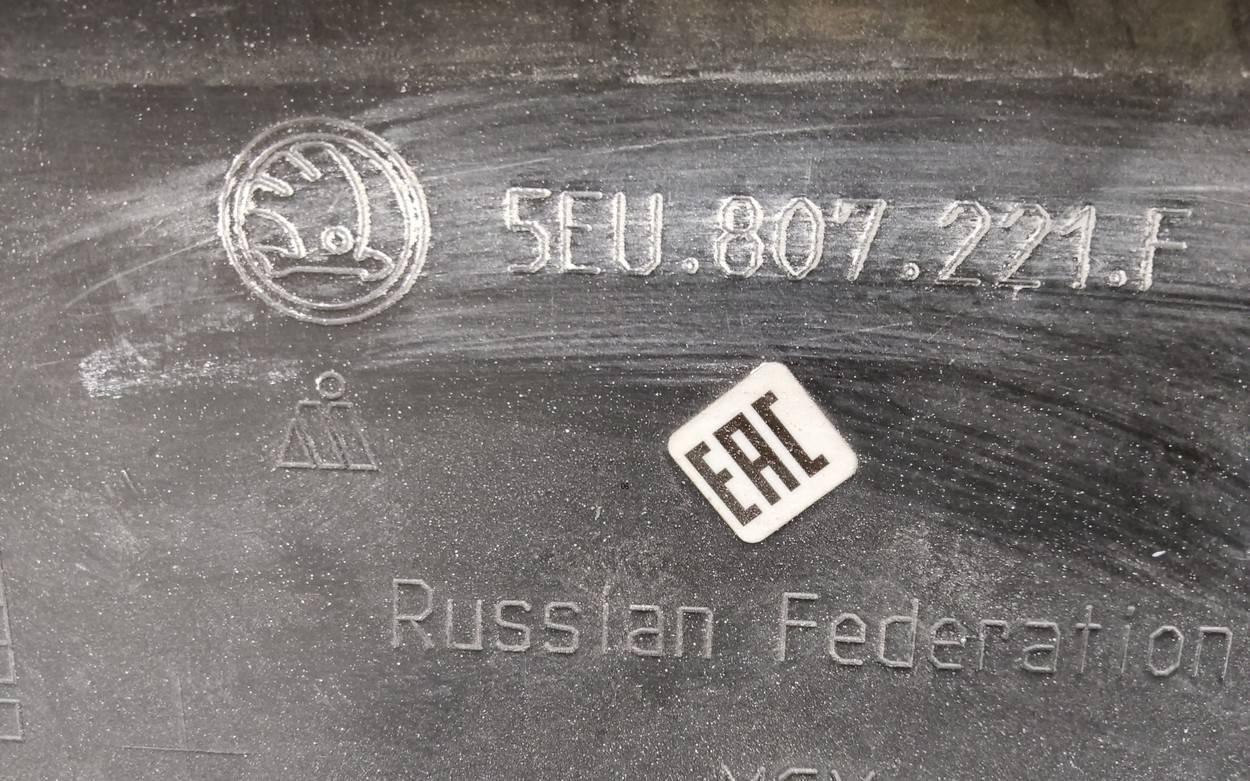 5EU.807.221.F
EAC
Russian Federation